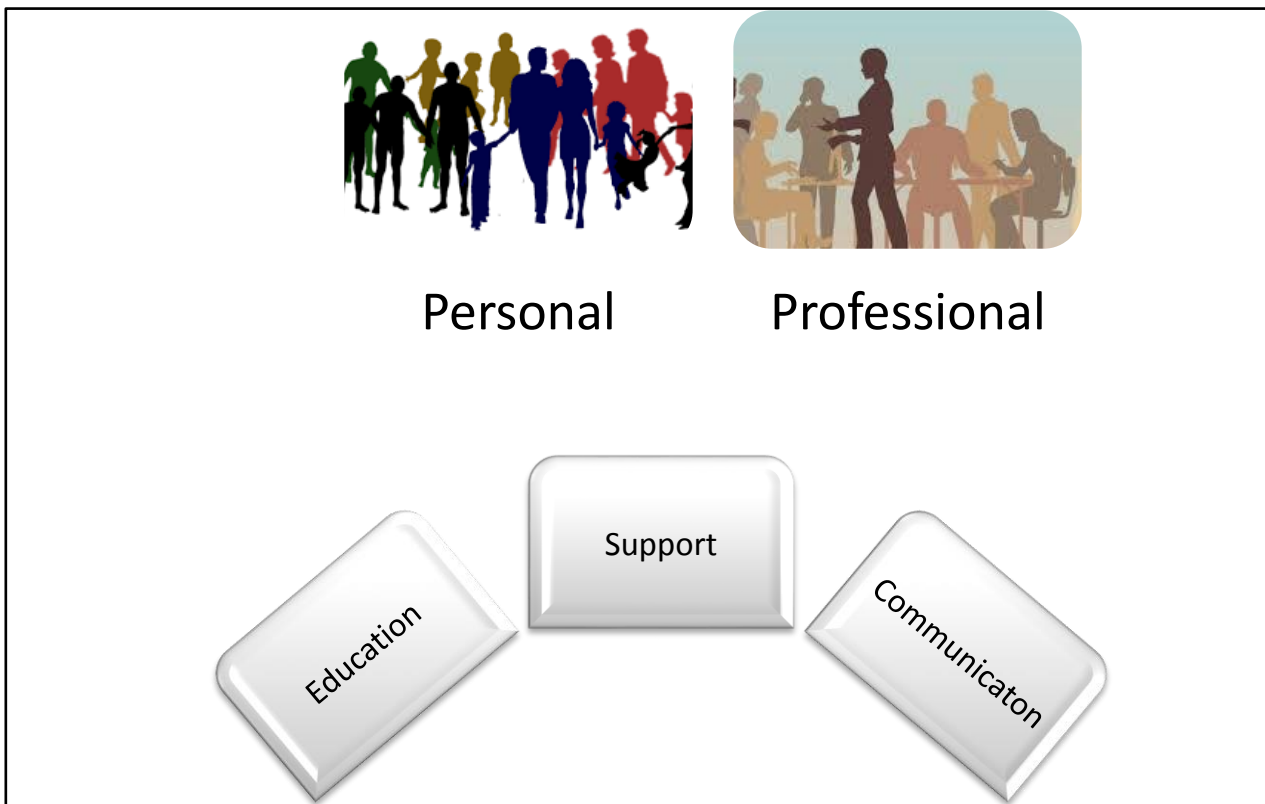 Personal
Professional
Education
Support
Communicaton